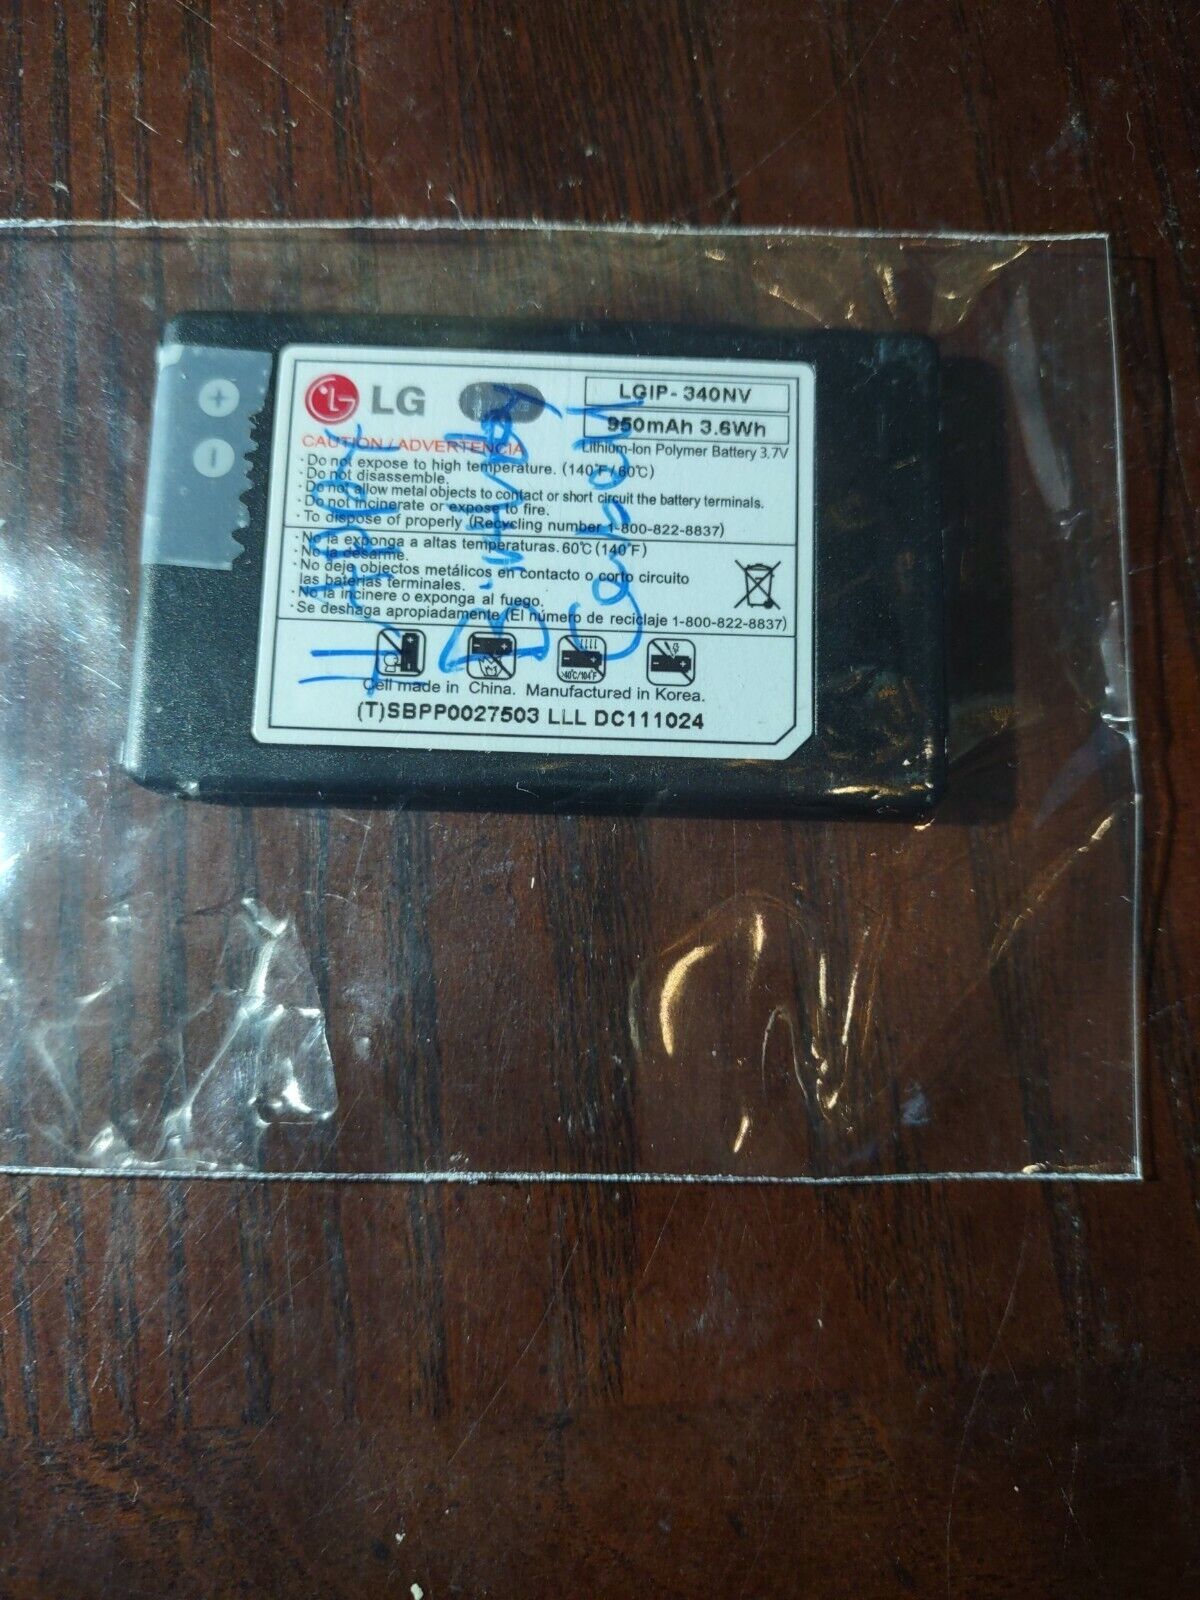 LG
LGIP-340NV
950mAh 3.6Wh
Lithium-Ion Polymer Battery 3.7V
CAUTION / ADVERTENCIA
· Do not expose to high temperature. (140°F / 60°C)
· Do not disassemble.
· Do not allow metal objects to contact or short circuit the battery terminals.
· Do not incinerate or expose to fire.
· To dispose of properly (Recycling number 1-800-822-8837)
· No la exponga a altas temperaturas. 60°C (140°F)
· No la desarme.
· No deje objetos metálicos en contacto o corto circuito
las baterías terminales.
· No la incinere o exponga al fuego.
· Se deshaga apropiadamente (El número de reciclaje 1-800-822-8837)
>40°C/104°F
Cell made in China. Manufactured in Korea.
(T)SBPP0027503 LLL DC111024
+
−